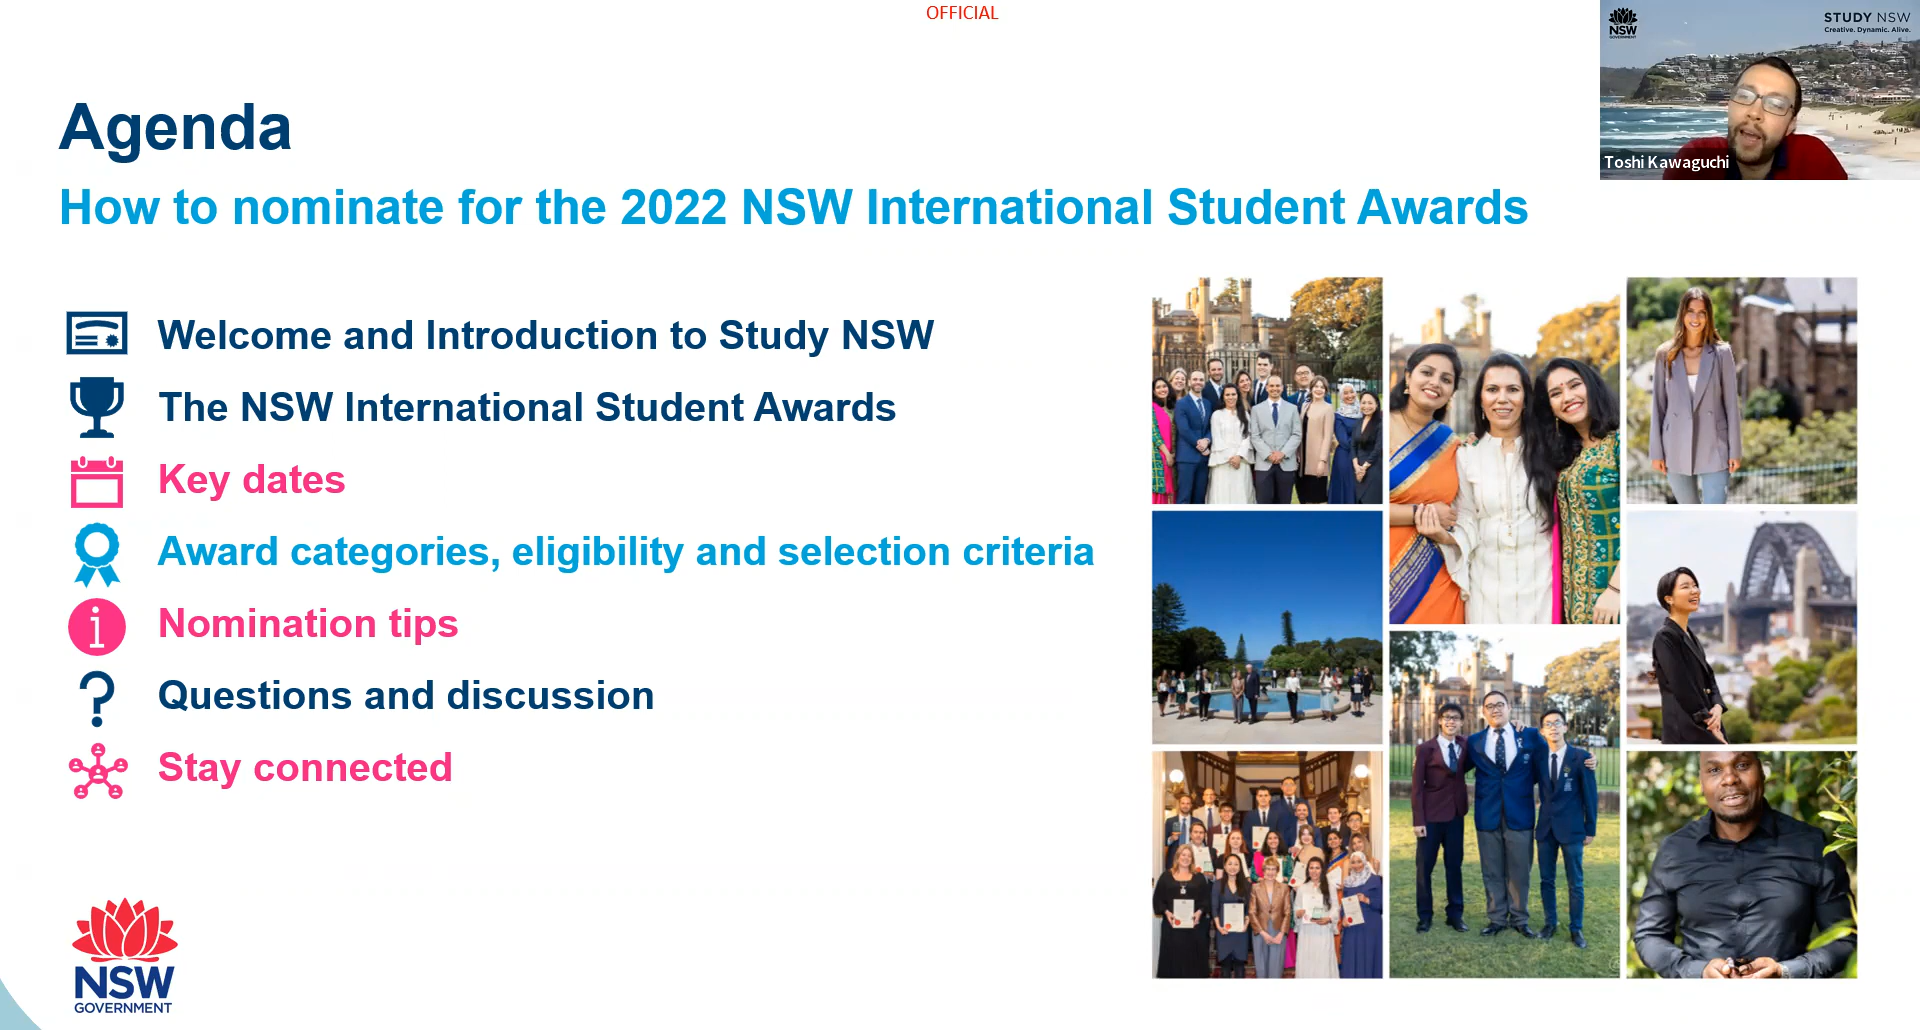 OFFICIAL
NSW
GOVERNMENT
STUDY NSW
Creative. Dynamic. Alive.
Toshi Kawaguchi
Agenda
How to nominate for the 2022 NSW International Student Awards
Welcome and Introduction to Study NSW
The NSW International Student Awards
Key dates
Award categories, eligibility and selection criteria
Nomination tips
Questions and discussion
Stay connected
NSW
GOVERNMENT